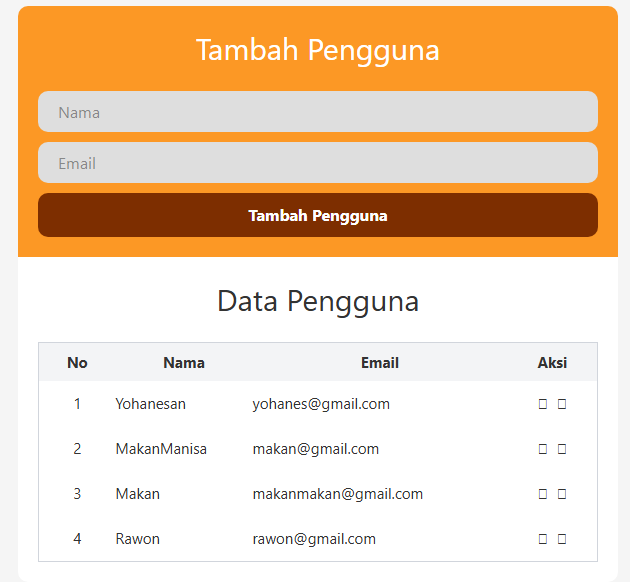 Tambah Pengguna
Nama
Email
Tambah Pengguna
Data Pengguna
No Nama Email Aksi
1 Yohanesan yohanes@gmail.com
2 MakanManisa makan@gmail.com
3 Makan makanmakan@gmail.com
4 Rawon rawon@gmail.com